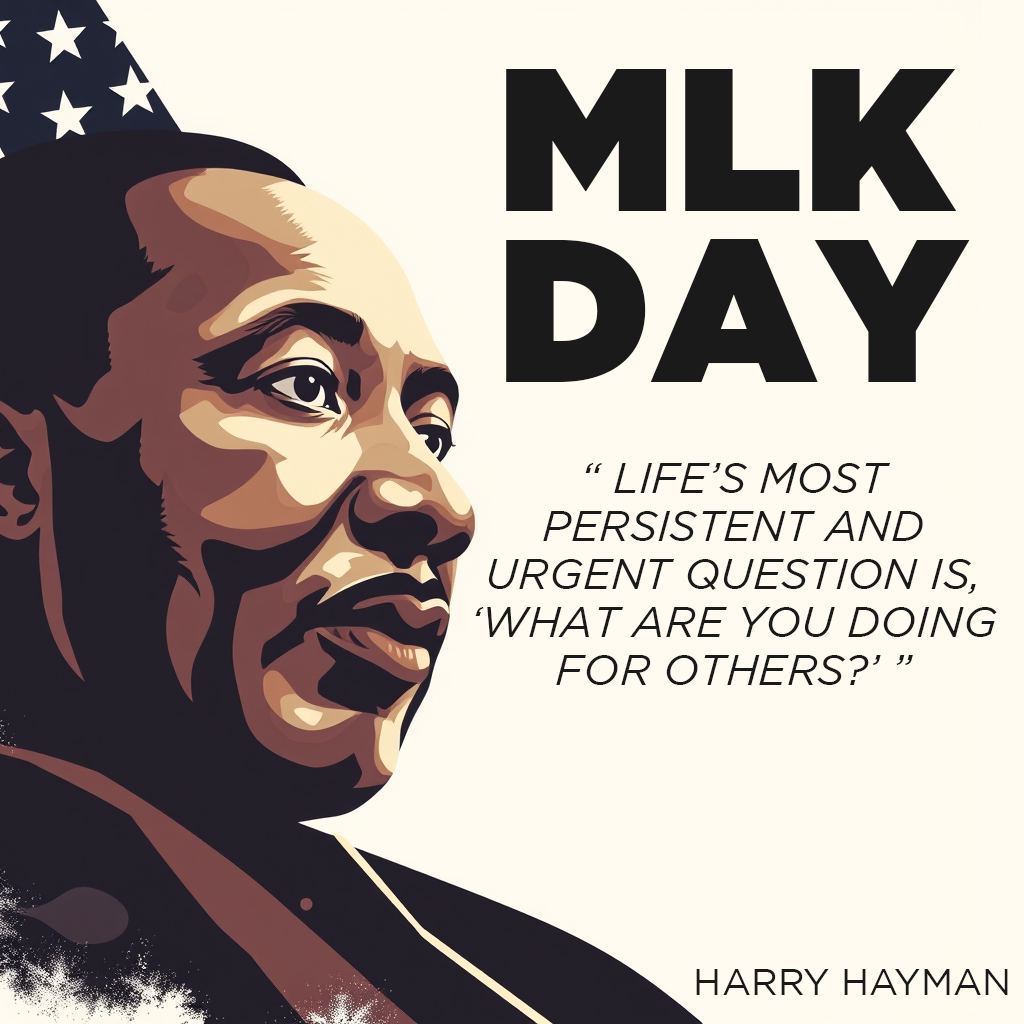 MLK
DAY
“ LIFE’S MOST
PERSISTENT AND
URGENT QUESTION IS,
‘WHAT ARE YOU DOING
FOR OTHERS?’ ”
HARRY HAYMAN